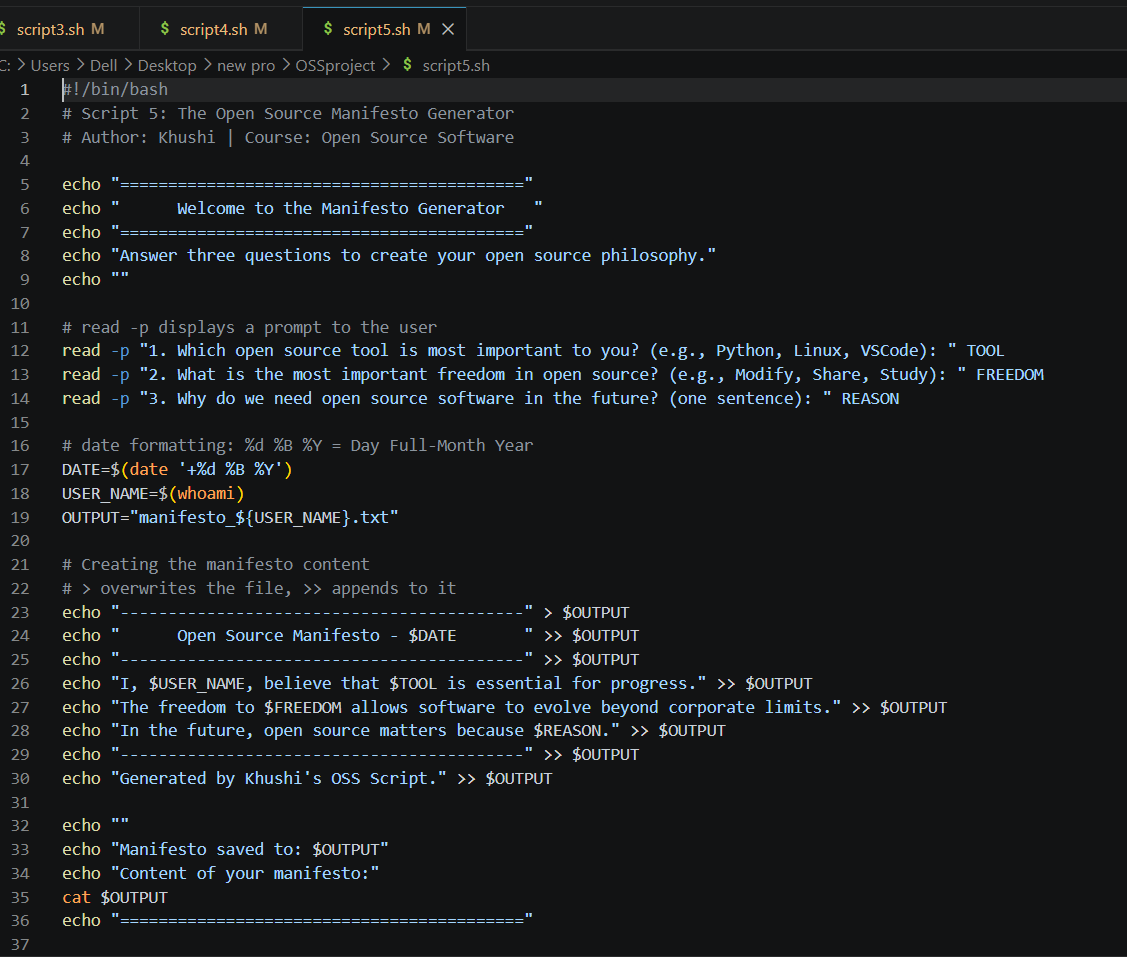 $ script3.sh M $ script4.sh M $ script5.sh M
C: > Users > Dell > Desktop > new pro > OSSproject > $ script5.sh
1 #!/bin/bash
2 # Script 5: The Open Source Manifesto Generator
3 # Author: Khushi | Course: Open Source Software
4
5 echo "=========================================="
6 echo "      Welcome to the Manifesto Generator   "
7 echo "=========================================="
8 echo "Answer three questions to create your open source philosophy."
9 echo ""
10
11 # read -p displays a prompt to the user
12 read -p "1. Which open source tool is most important to you? (e.g., Python, Linux, VSCode): " TOOL
13 read -p "2. What is the most important freedom in open source? (e.g., Modify, Share, Study): " FREEDOM
14 read -p "3. Why do we need open source software in the future? (one sentence): " REASON
15
16 # date formatting: %d %B %Y = Day Full-Month Year
17 DATE=$(date '+%d %B %Y')
18 USER_NAME=$(whoami)
19 OUTPUT="manifesto_${USER_NAME}.txt"
20
21 # Creating the manifesto content
22 # > overwrites the file, >> appends to it
23 echo "------------------------------------------" > $OUTPUT
24 echo "      Open Source Manifesto - $DATE       " >> $OUTPUT
25 echo "------------------------------------------" >> $OUTPUT
26 echo "I, $USER_NAME, believe that $TOOL is essential for progress." >> $OUTPUT
27 echo "The freedom to $FREEDOM allows software to evolve beyond corporate limits." >> $OUTPUT
28 echo "In the future, open source matters because $REASON." >> $OUTPUT
29 echo "------------------------------------------" >> $OUTPUT
30 echo "Generated by Khushi's OSS Script." >> $OUTPUT
31
32 echo ""
33 echo "Manifesto saved to: $OUTPUT"
34 echo "Content of your manifesto:"
35 cat $OUTPUT
36 echo "=========================================="
37